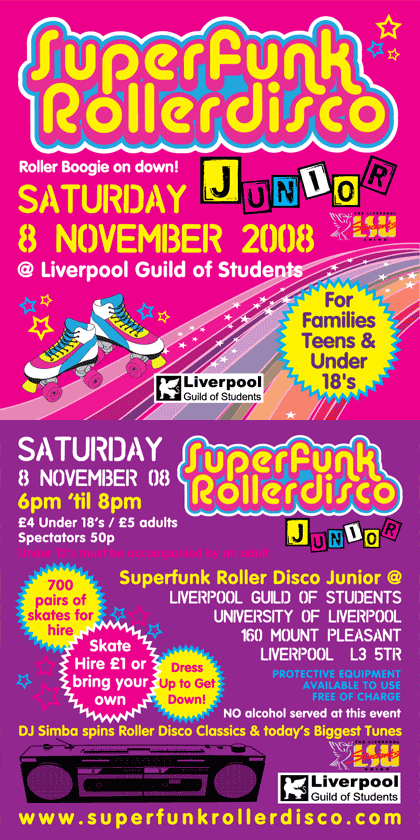 Superfunk
Rollerdisco
Roller Boogie on down!
JUNIOR
SATURDAY
8 NOVEMBER 2008
@ Liverpool Guild of Students
THE LIVERPOOL
For
Families
Teens &
Under
18's
Liverpool
Guild of Students
SATURDAY
8 NOVEMBER 08
6pm 'til 8pm
£4 Under 18's / £5 adults
Spectators 50p
Under 12's must be accompanied by an adult
Superfunk
Rollerdisco
JUNIOR
700
pairs of
skates for
hire
Skate
Hire £1 or
bring your
own
Dress
Up to Get
Down!
Superfunk Roller Disco Junior @
LIVERPOOL GUILD OF STUDENTS
UNIVERSITY OF LIVERPOOL
160 MOUNT PLEASANT
LIVERPOOL L3 5TR
PROTECTIVE EQUIPMENT
AVAILABLE TO USE
FREE OF CHARGE
NO alcohol served at this event
DJ Simba spins Roller Disco Classics & today's Biggest Tunes
THE LIVERPOOL
Liverpool
Guild of Students
www.superfunkrollerdisco.com